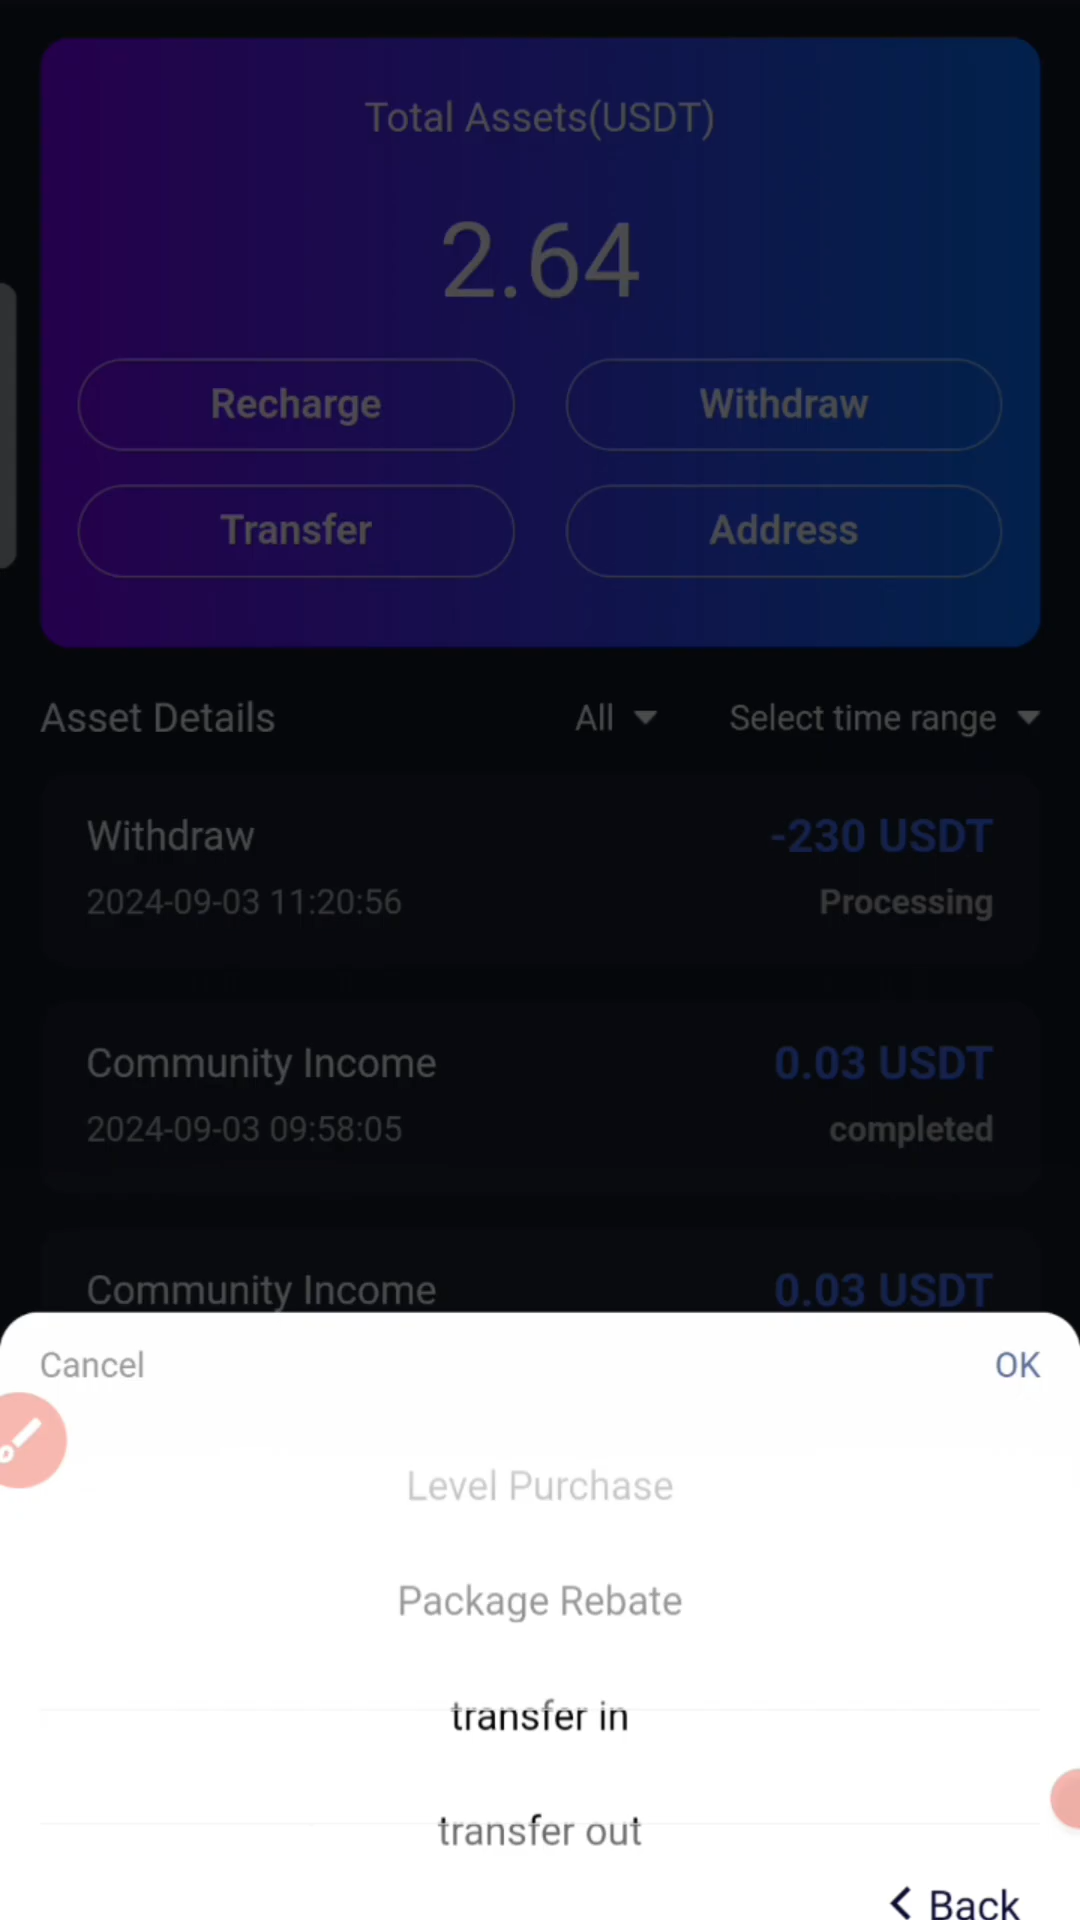 Total Assets(USDT)
2.64
Recharge
Withdraw
Transfer
Address
Asset Details
All
Select time range
Withdraw
-230 USDT
2024-09-03 11:20:56
Processing
Community Income
0.03 USDT
2024-09-03 09:58:05
completed
Community Income
0.03 USDT
Cancel
OK
Level Purchase
Package Rebate
transfer in
transfer out
Back